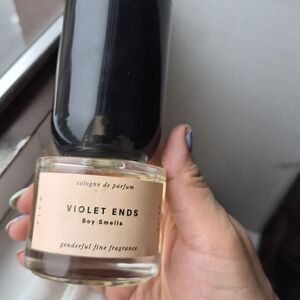 cologne de parfum
VIOLET ENDS
Boy Smells
genderful fine fragrance